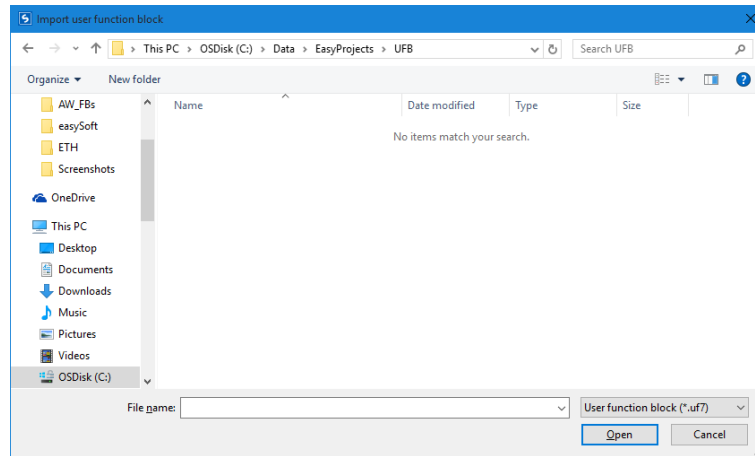 Import user function block
This PC > OSDisk (C:) > Data > EasyProjects > UFB
Search UFB
Organize
New folder
Name
Date modified
Type
Size
No items match your search.
AW_FBs
easySoft
ETH
Screenshots
OneDrive
This PC
Desktop
Documents
Downloads
Music
Pictures
Videos
OSDisk (C:)
File name:
User function block (*.uf7)
Open
Cancel